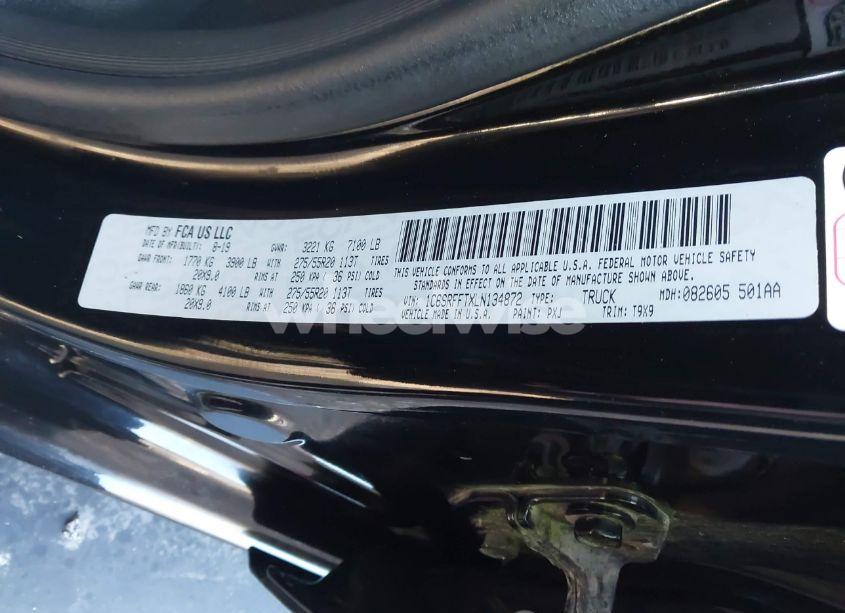 MFD BY FCA US LLC
DATE OF MFD(BUILT): 8-19 GVWR: 3221 KG 7100 LB
GAWR FRONT: 1770 KG 3900 LB WITH 275/55R20 113T TIRES
20X9.0 RIMS AT 250 KPA ( 36 PSI) COLD
GAWR REAR: 1860 KG 4100 LB WITH 275/55R20 113T TIRES
20X9.0 RIMS AT 250 KPA ( 36 PSI) COLD
THIS VEHICLE CONFORMS TO ALL APPLICABLE U.S.A. FEDERAL MOTOR VEHICLE SAFETY
STANDARDS IN EFFECT ON THE DATE OF MANUFACTURE SHOWN ABOVE.
VIN: 1C6SRFFTXLN134872 TYPE: TRUCK MDH: 082605 501AA
VEHICLE MADE IN U.S.A. PAINT: PXJ TRIM: T9X9
wheelwise